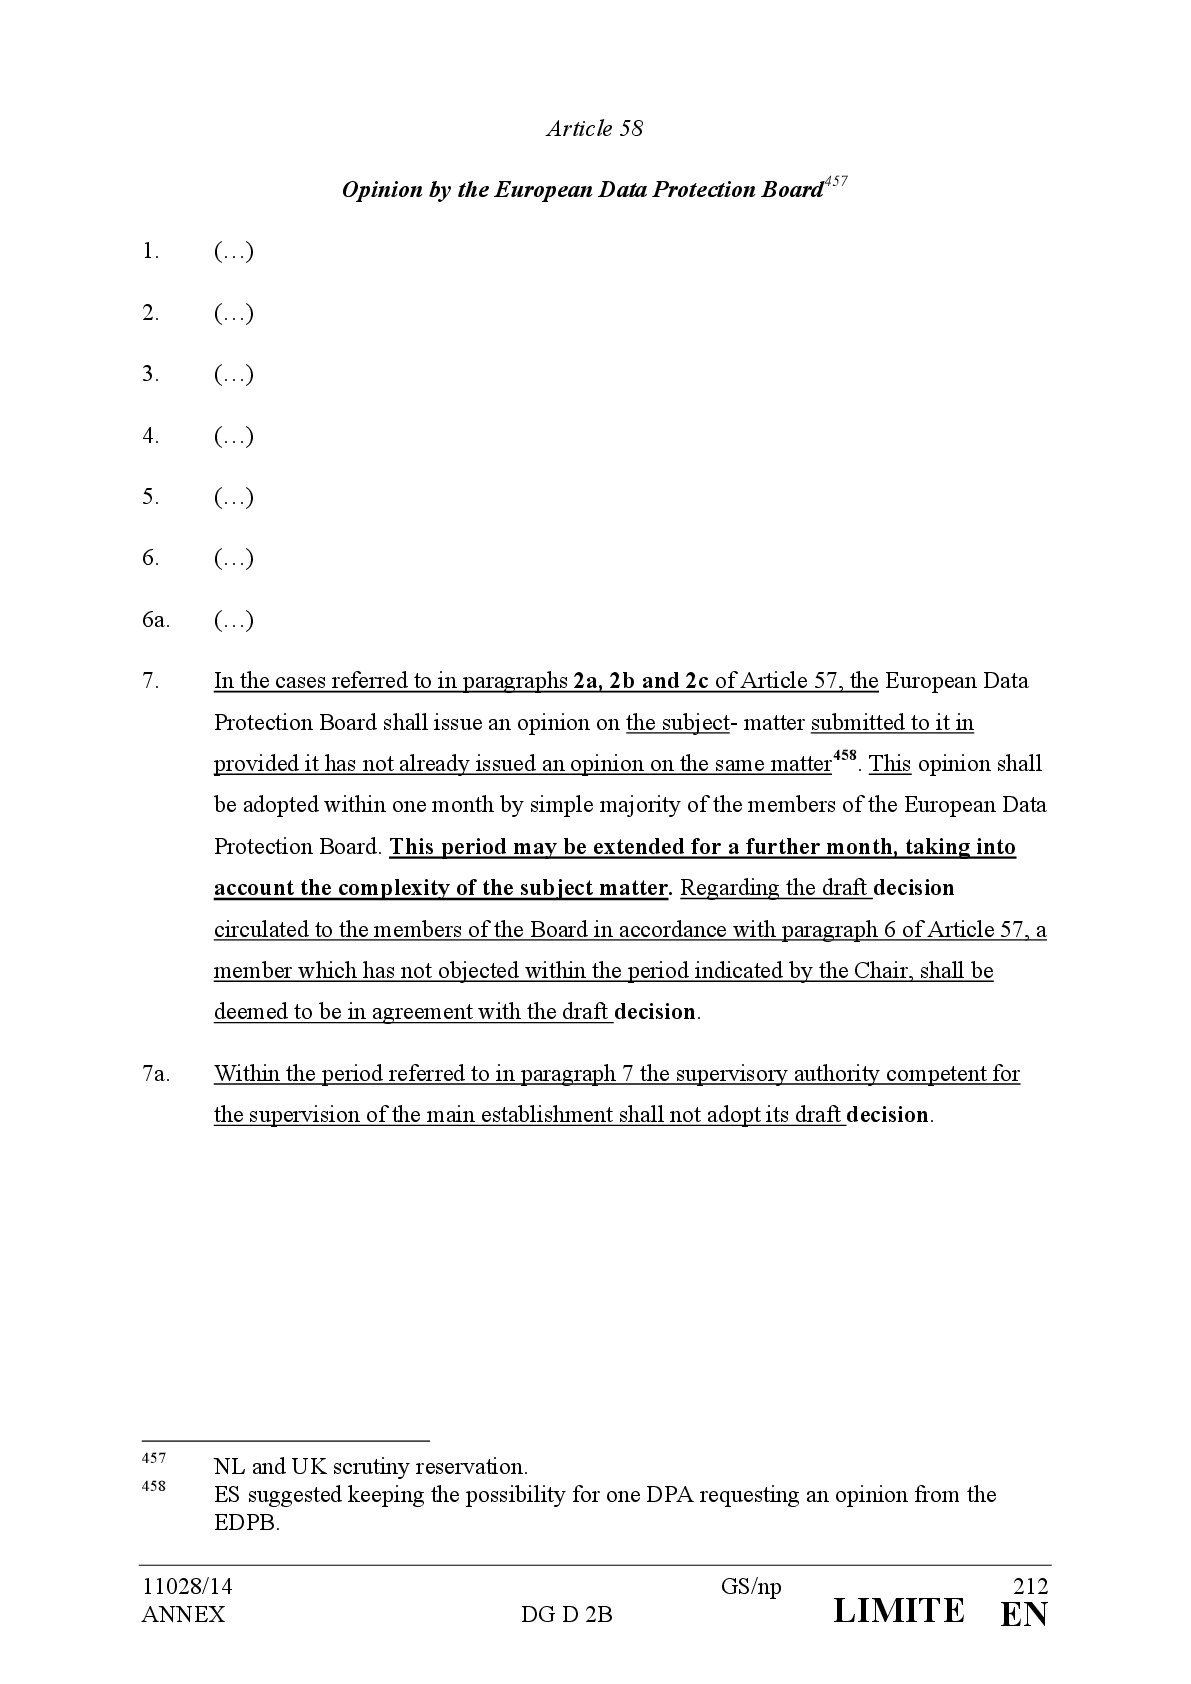 Article 58
Opinion by the European Data Protection Board457
1. (…)
2. (…)
3. (…)
4. (…)
5. (…)
6. (…)
6a. (…)
7. In the cases referred to in paragraphs 2a, 2b and 2c of Article 57, the European Data
Protection Board shall issue an opinion on the subject- matter submitted to it in
provided it has not already issued an opinion on the same matter458. This opinion shall
be adopted within one month by simple majority of the members of the European Data
Protection Board. This period may be extended for a further month, taking into
account the complexity of the subject matter. Regarding the draft decision
circulated to the members of the Board in accordance with paragraph 6 of Article 57, a
member which has not objected within the period indicated by the Chair, shall be
deemed to be in agreement with the draft decision.
7a. Within the period referred to in paragraph 7 the supervisory authority competent for
the supervision of the main establishment shall not adopt its draft decision.
457 NL and UK scrutiny reservation.
458 ES suggested keeping the possibility for one DPA requesting an opinion from the
EDPB.
11028/14 GS/np 212
ANNEX DG D 2B LIMITE EN